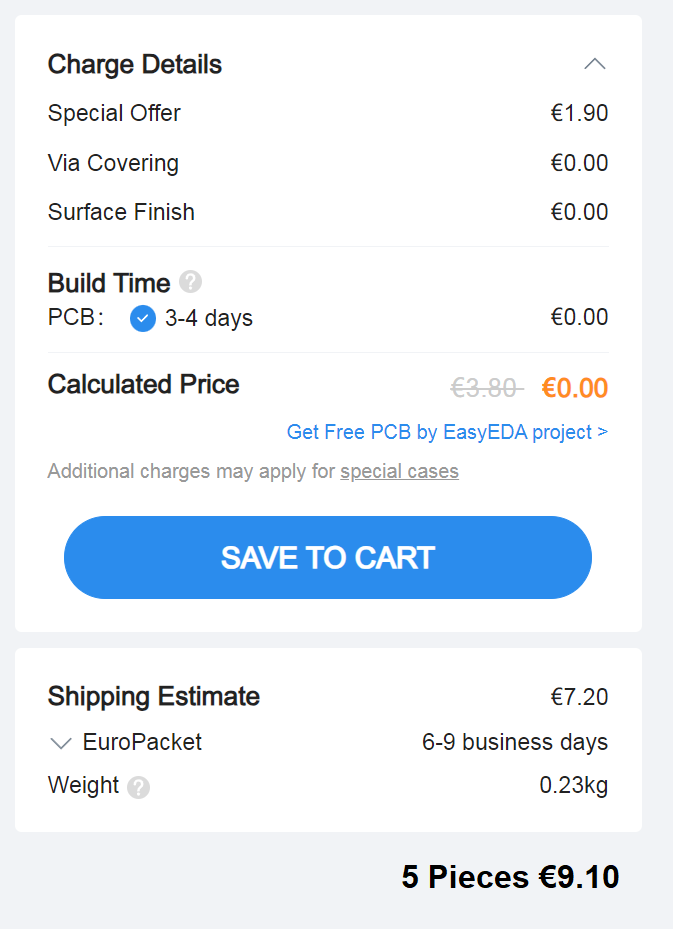 Charge Details
Special Offer €1.90
Via Covering €0.00
Surface Finish €0.00
Build Time ?
PCB: 3-4 days €0.00
Calculated Price €3.80 €0.00
Get Free PCB by EasyEDA project >
Additional charges may apply for special cases
SAVE TO CART
Shipping Estimate €7.20
EuroPacket 6-9 business days
Weight ? 0.23kg
5 Pieces €9.10